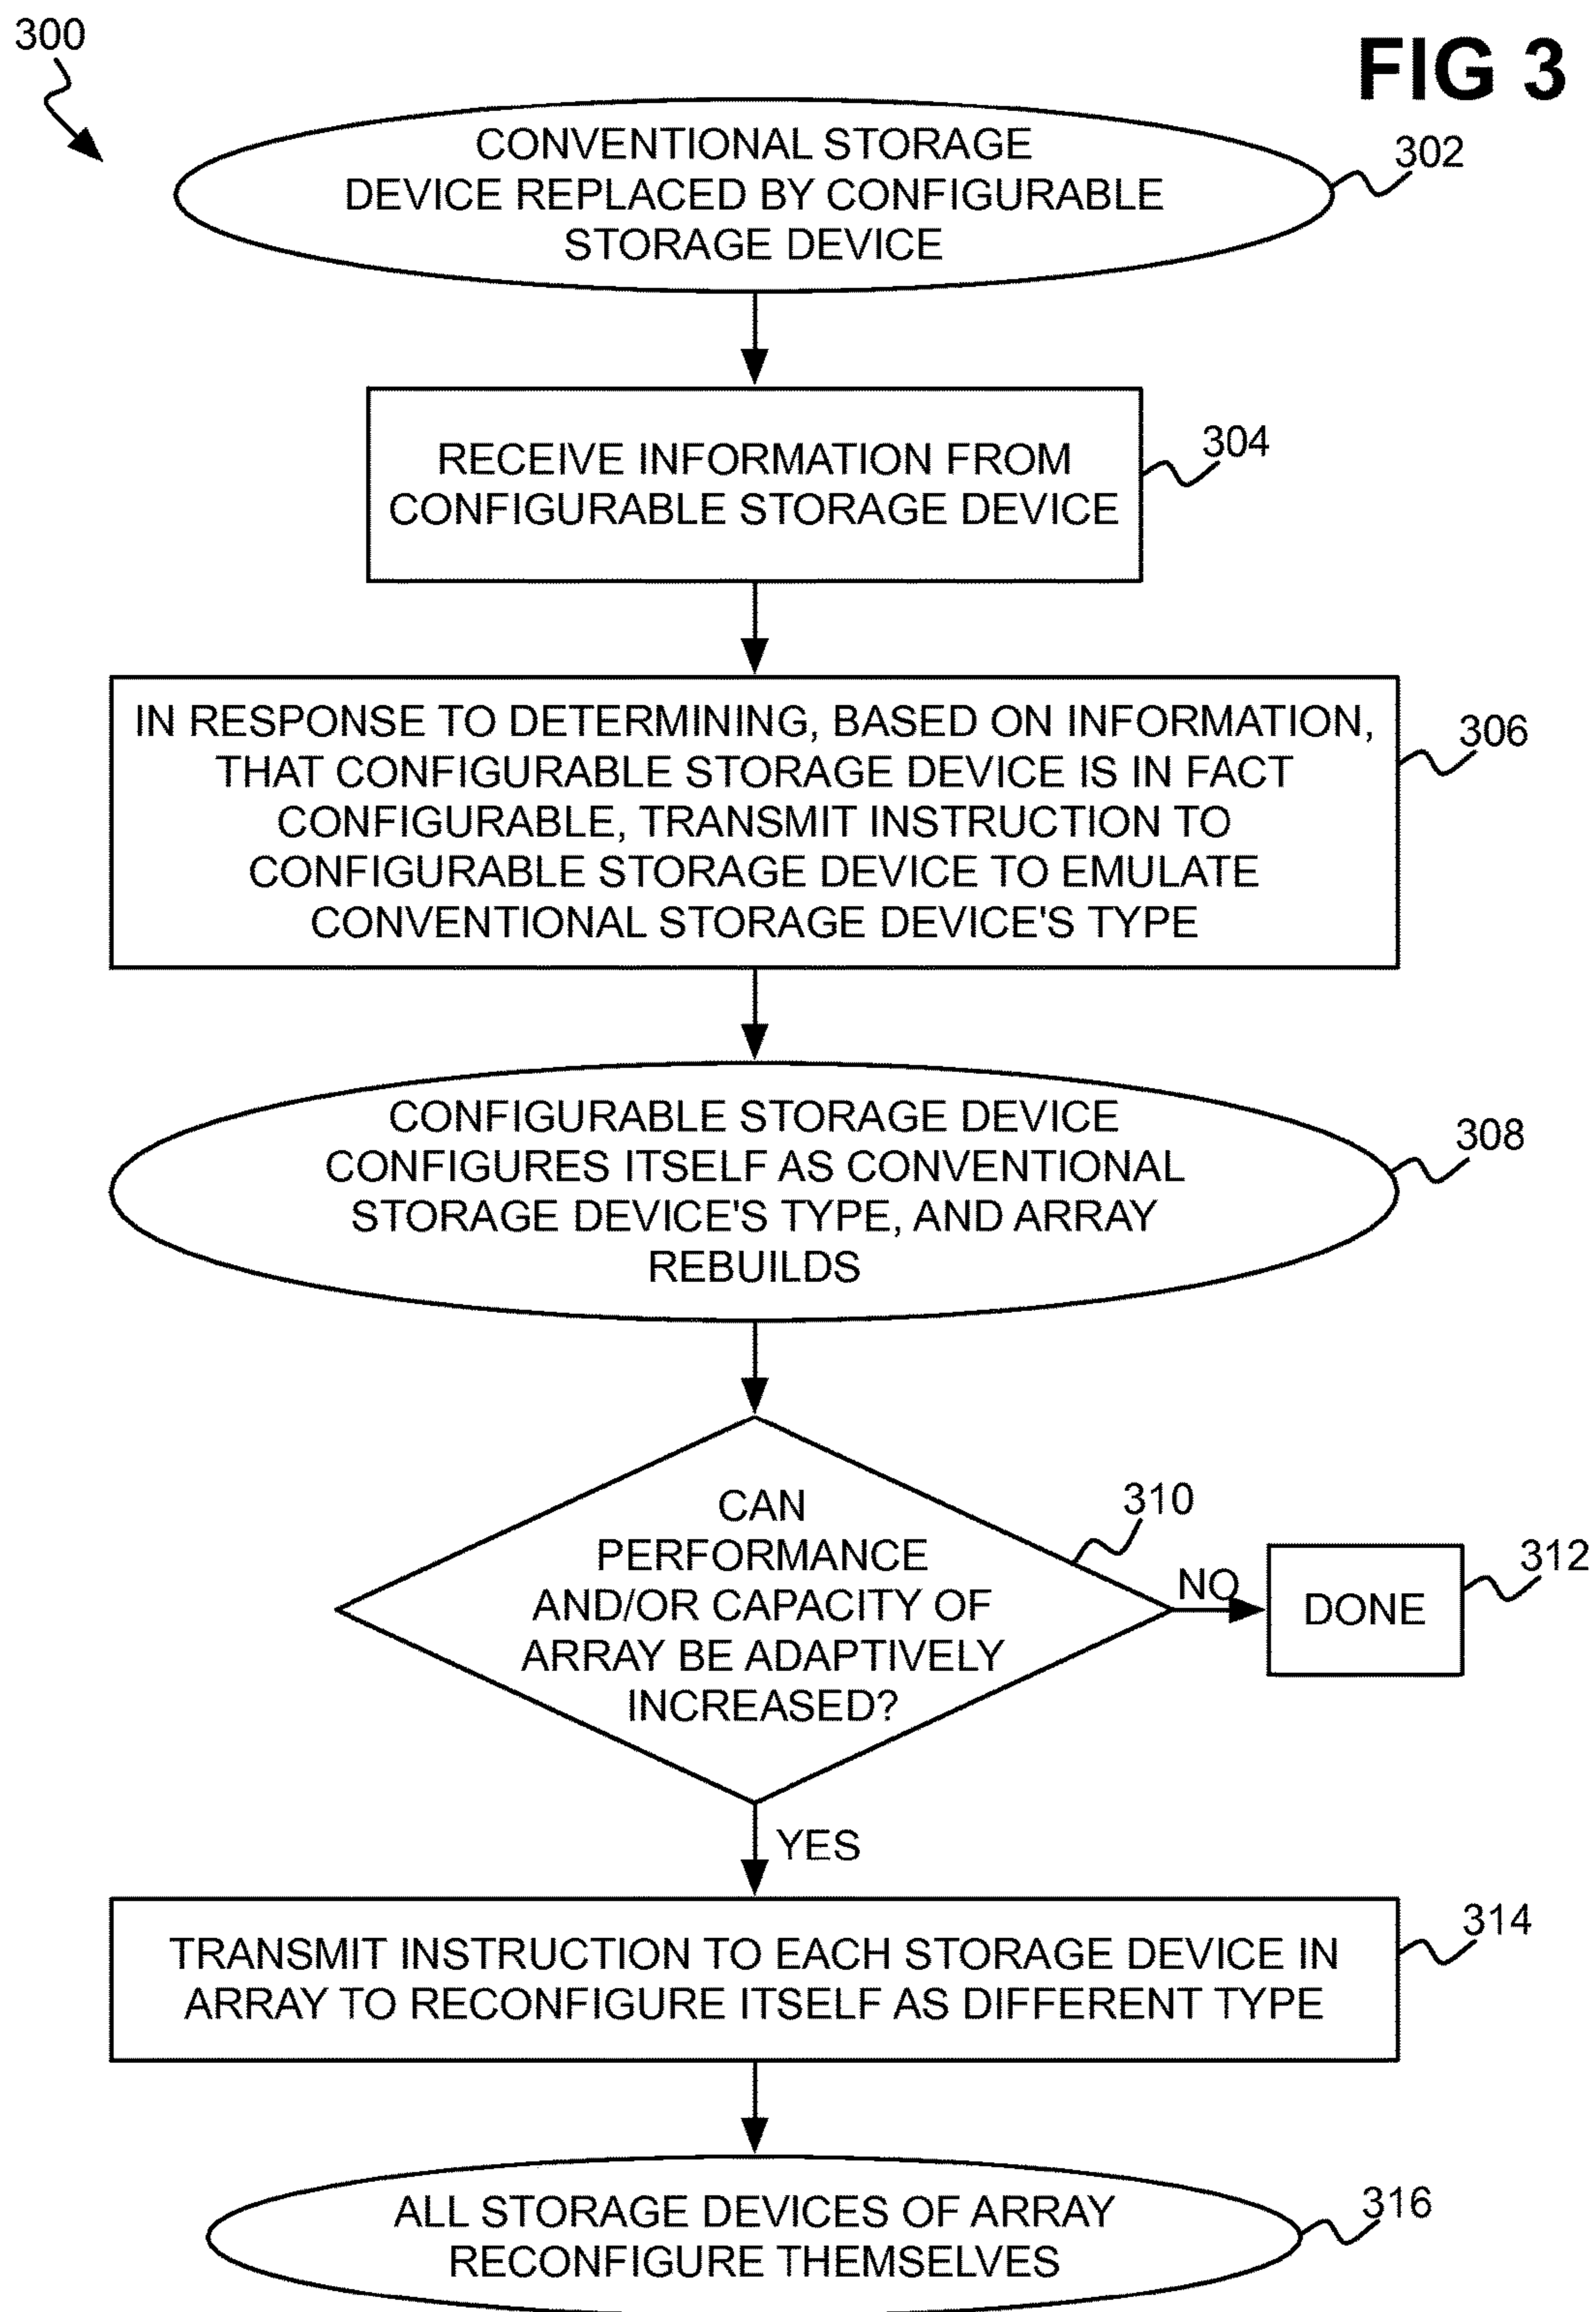 300
FIG 3
CONVENTIONAL STORAGE
DEVICE REPLACED BY CONFIGURABLE
STORAGE DEVICE
302
RECEIVE INFORMATION FROM
CONFIGURABLE STORAGE DEVICE
304
IN RESPONSE TO DETERMINING, BASED ON INFORMATION,
THAT CONFIGURABLE STORAGE DEVICE IS IN FACT
CONFIGURABLE, TRANSMIT INSTRUCTION TO
CONFIGURABLE STORAGE DEVICE TO EMULATE
CONVENTIONAL STORAGE DEVICE'S TYPE
306
CONFIGURABLE STORAGE DEVICE
CONFIGURES ITSELF AS CONVENTIONAL
STORAGE DEVICE'S TYPE, AND ARRAY
REBUILDS
308
CAN
PERFORMANCE
AND/OR CAPACITY OF
ARRAY BE ADAPTIVELY
INCREASED?
310
NO
DONE
312
YES
TRANSMIT INSTRUCTION TO EACH STORAGE DEVICE IN
ARRAY TO RECONFIGURE ITSELF AS DIFFERENT TYPE
314
ALL STORAGE DEVICES OF ARRAY
RECONFIGURE THEMSELVES
316